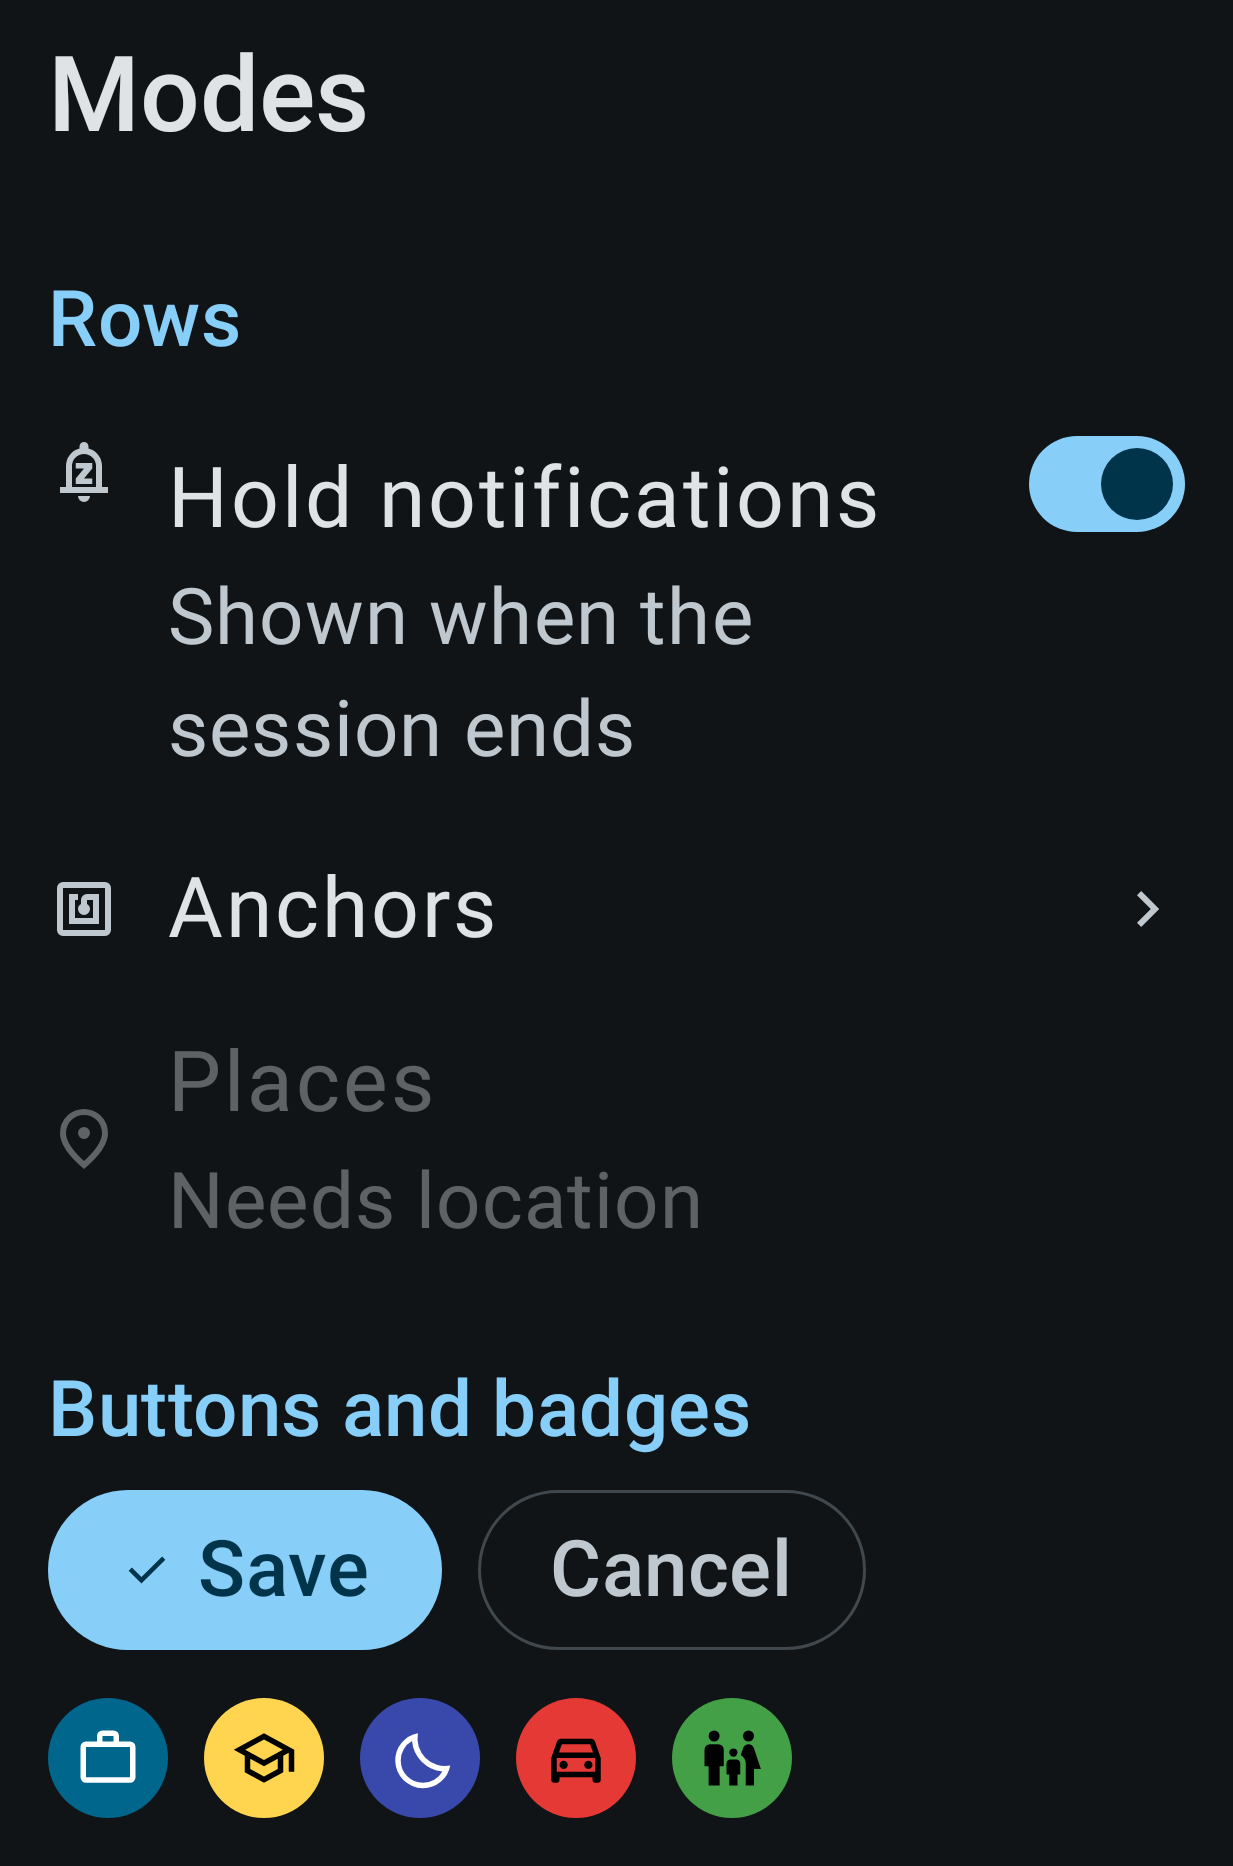 Modes
Rows
Hold notifications
Shown when the
session ends
Anchors
Places
Needs location
Buttons and badges
Save
Cancel